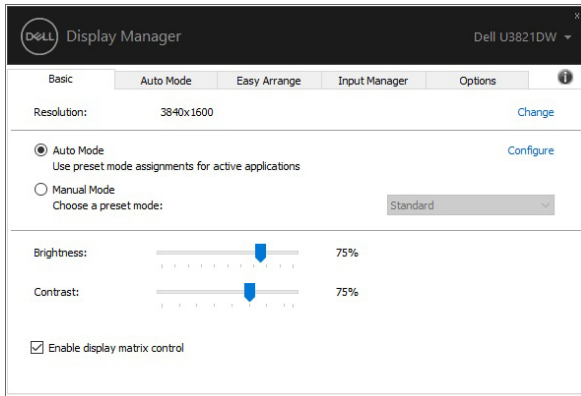 DELL Display Manager Dell U3821DW
Basic Auto Mode Easy Arrange Input Manager Options
Resolution: 3840x1600 Change
Auto Mode Configure
Use preset mode assignments for active applications
Manual Mode
Choose a preset mode: Standard
Brightness: 75%
Contrast: 75%
Enable display matrix control